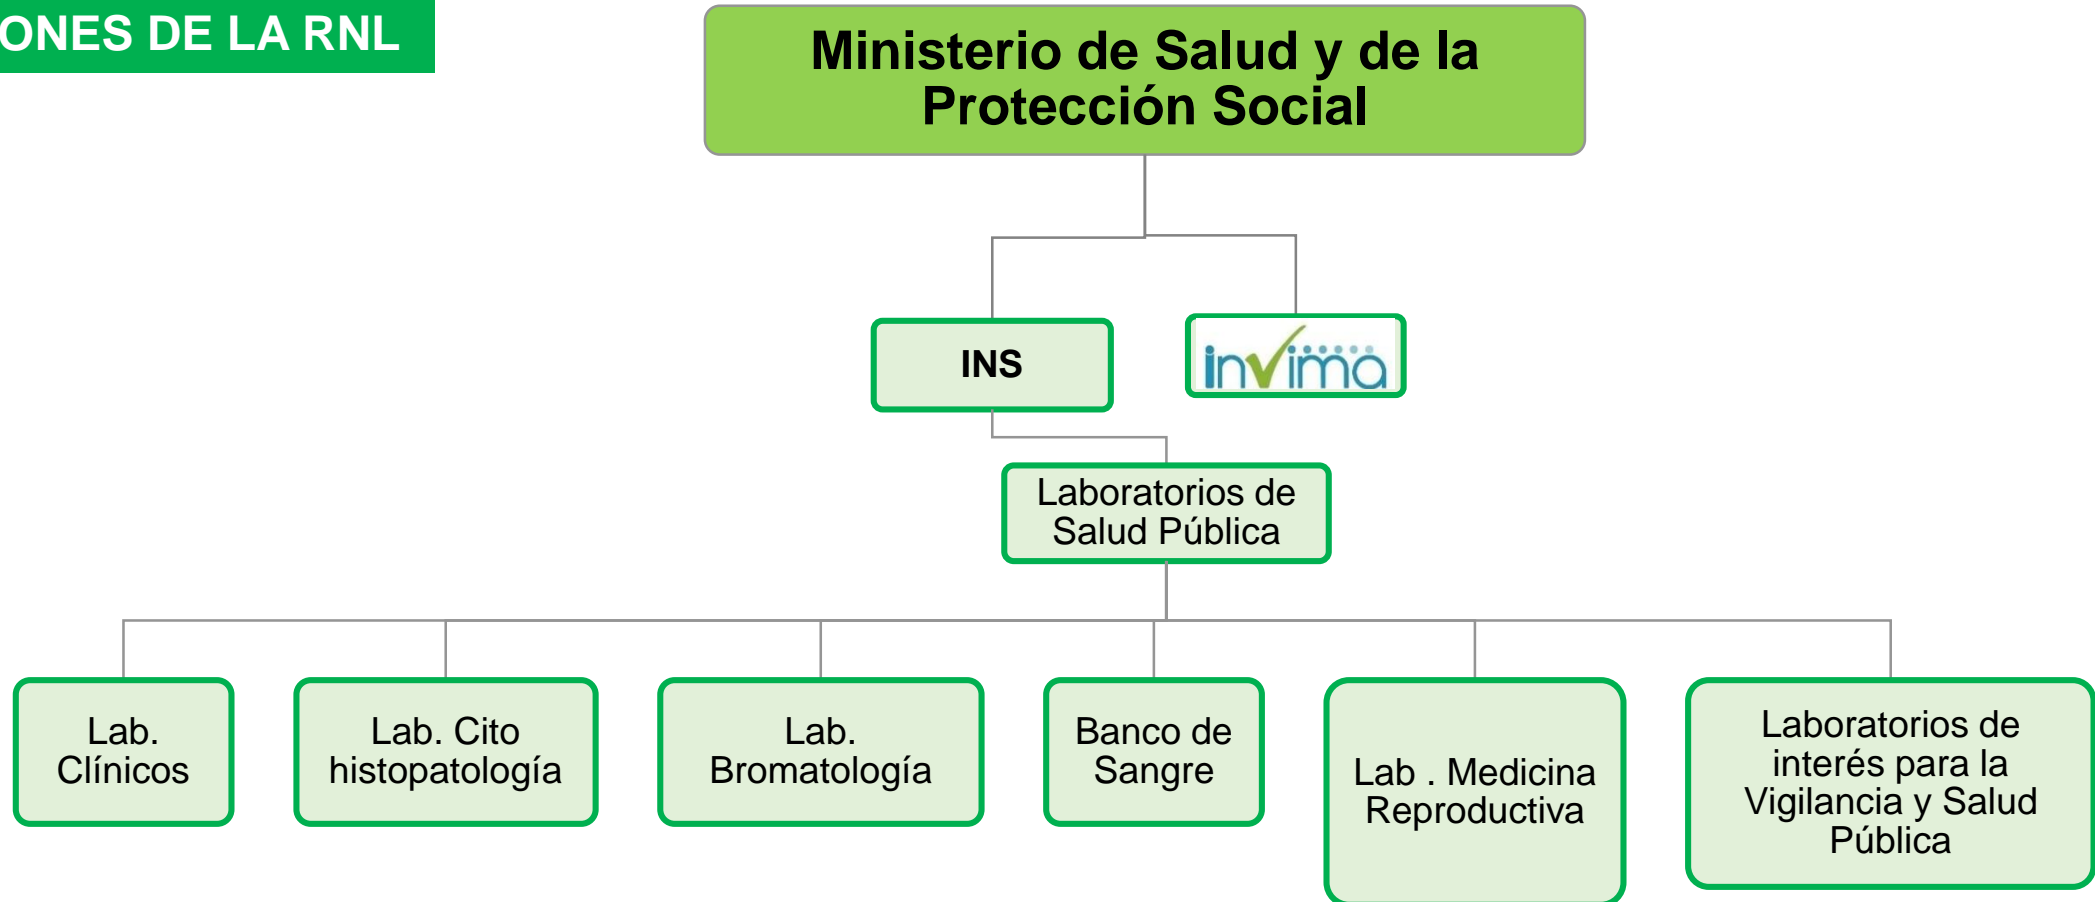 ONES DE LA RNL
Ministerio de Salud y de la
Protección Social
INS
invima
Laboratorios de
Salud Pública
Lab.
Clínicos
Lab. Cito
histopatología
Lab.
Bromatología
Banco de
Sangre
Lab . Medicina
Reproductiva
Laboratorios de
interés para la
Vigilancia y Salud
Pública